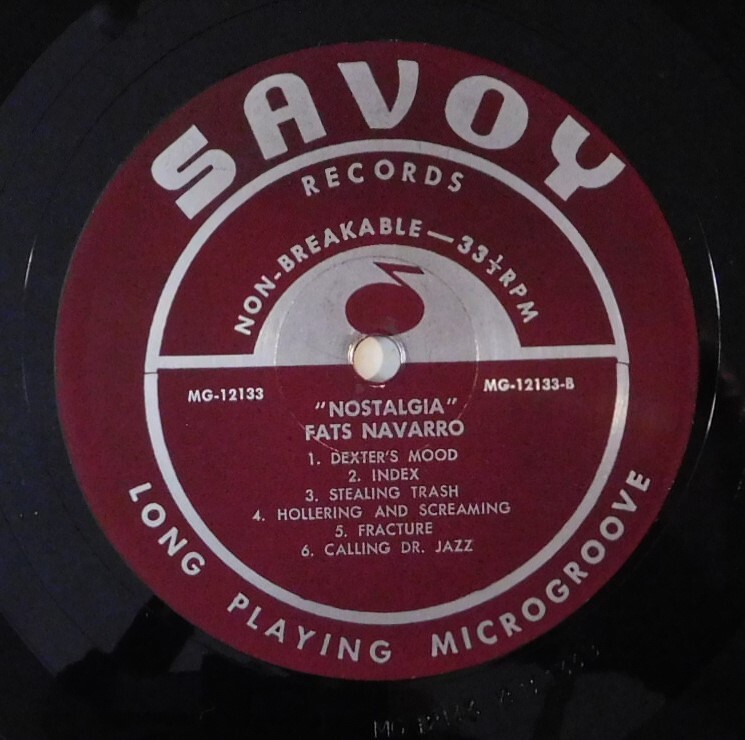 SAVOY
RECORDS
NON-BREAKABLE—33⅓RPM
MG-12133
MG-12133-B
"NOSTALGIA"
FATS NAVARRO
1. DEXTER'S MOOD
2. INDEX
3. STEALING TRASH
4. HOLLERING AND SCREAMING
5. FRACTURE
6. CALLING DR. JAZZ
LONG PLAYING MICROGROOVE
MG